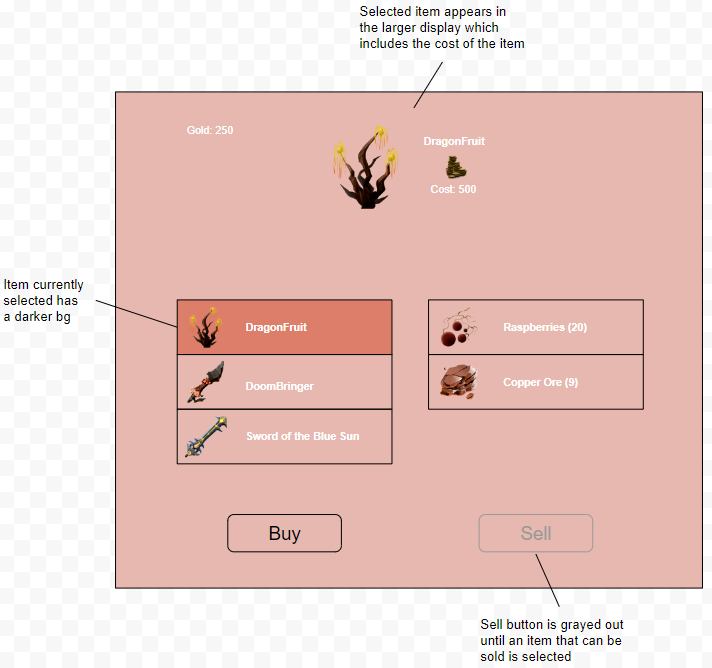 Selected item appears in
the larger display which
includes the cost of the item
Gold: 250
DragonFruit
Cost: 500
Item currently
selected has
a darker bg
DragonFruit
DoomBringer
Sword of the Blue Sun
Raspberries (20)
Copper Ore (9)
Buy
Sell
Sell button is grayed out
until an item that can be
sold is selected